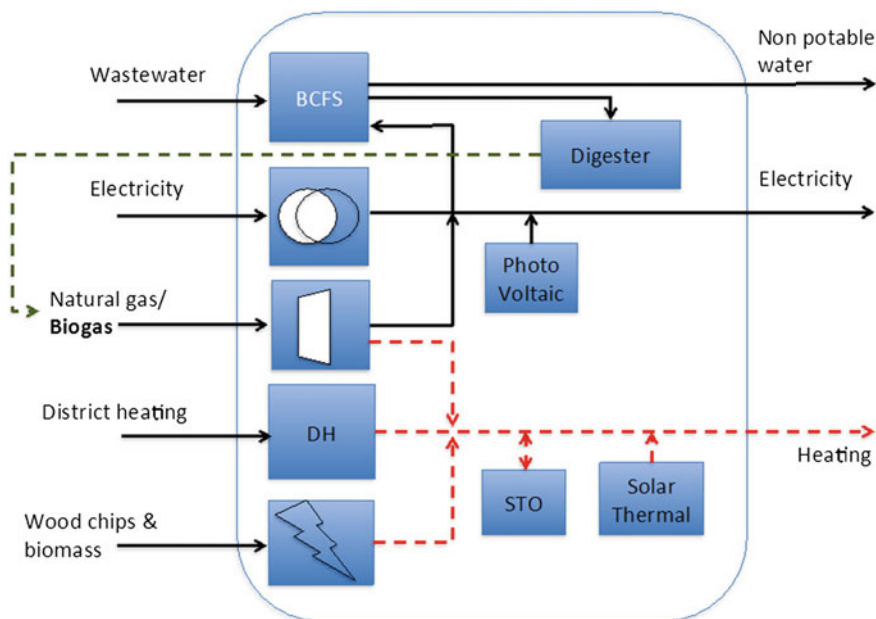 Wastewater
BCFS
Non potable
water
Digester
Electricity
Electricity
Photo
Voltaic
Natural gas/
Biogas
District heating
DH
Heating
STO
Solar
Thermal
Wood chips &
biomass